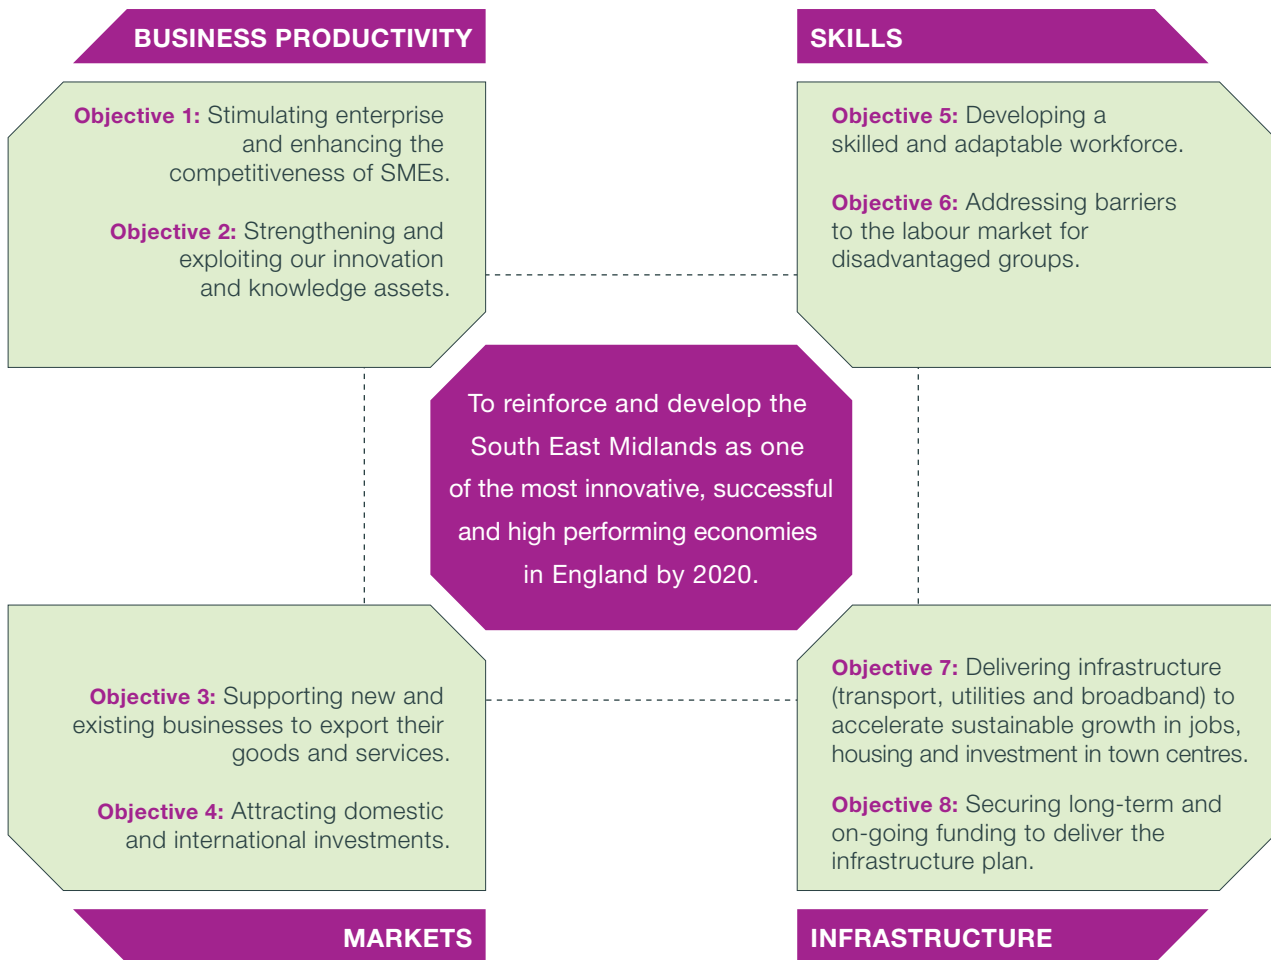 BUSINESS PRODUCTIVITY
Objective 1: Stimulating enterprise
and enhancing the
competitiveness of SMEs.
Objective 2: Strengthening and
exploiting our innovation
and knowledge assets.
SKILLS
Objective 5: Developing a
skilled and adaptable workforce.
Objective 6: Addressing barriers
to the labour market for
disadvantaged groups.
To reinforce and develop the
South East Midlands as one
of the most innovative, successful
and high performing economies
in England by 2020.
Objective 3: Supporting new and
existing businesses to export their
goods and services.
Objective 4: Attracting domestic
and international investments.
MARKETS
Objective 7: Delivering infrastructure
(transport, utilities and broadband) to
accelerate sustainable growth in jobs,
housing and investment in town centres.
Objective 8: Securing long-term and
on-going funding to deliver the
infrastructure plan.
INFRASTRUCTURE